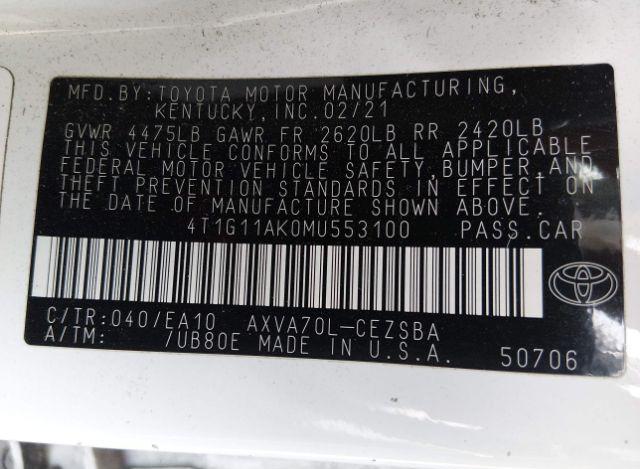 MFD.BY:TOYOTA MOTOR MANUFACTURING,
KENTUCKY,INC.02/21
GVWR 4475LB GAWR FR 2620LB RR 2420LB
THIS VEHICLE CONFORMS TO ALL APPLICABLE
FEDERAL MOTOR VEHICLE SAFETY,BUMPER,AND
THEFT PREVENTION STANDARDS IN EFFECT ON
THE DATE OF MANUFACTURE SHOWN ABOVE.
4T1G11AK0MU553100 PASS.CAR
C/TR:040/EA10 AXVA70L-CEZSBA
A/TM: /UB80E MADE IN U.S.A. 50706